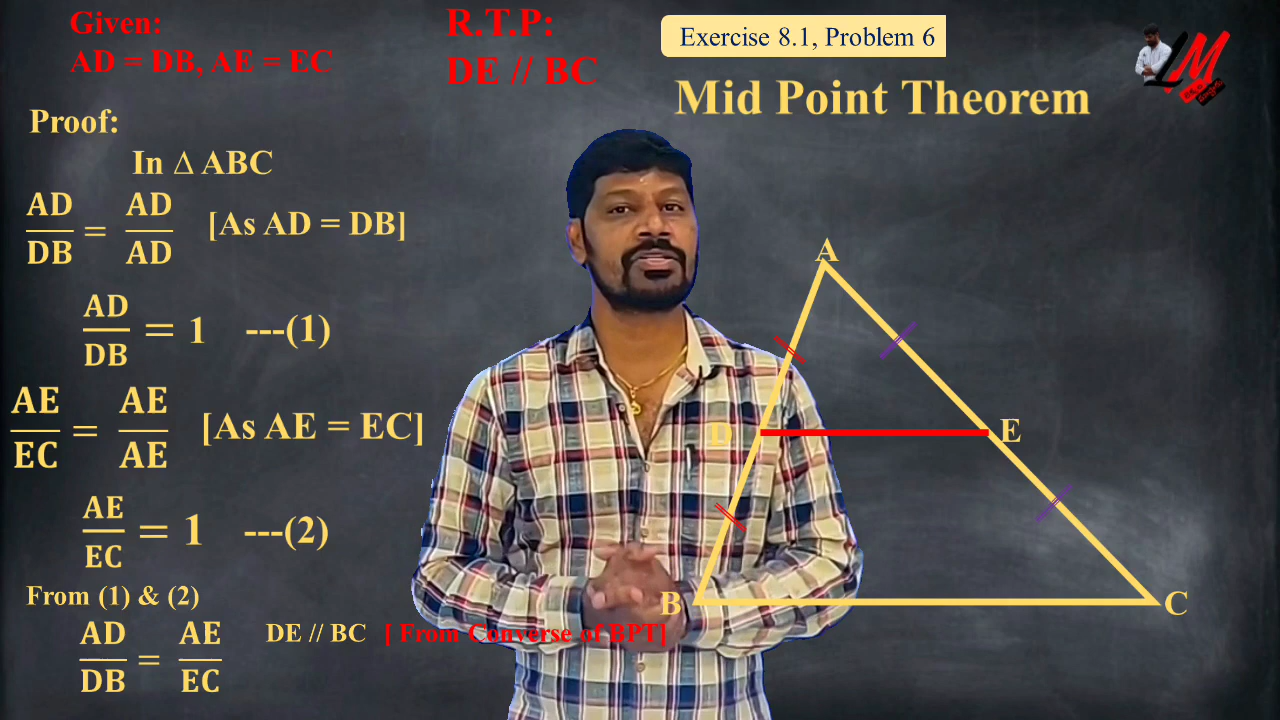 Given:
AD = DB, AE = EC
R.T.P:
DE // BC
Exercise 8.1, Problem 6
Mid Point Theorem
LM
Proof:
In ∆ ABC
AD/DB = AD/AD [As AD = DB]
AD/DB = 1 ---(1)
AE/EC = AE/AE [As AE = EC]
AE/EC = 1 ---(2)
From (1) & (2)
AD/DB = AE/EC DE // BC [ From Converse of BPT]
A
D
E
B
C